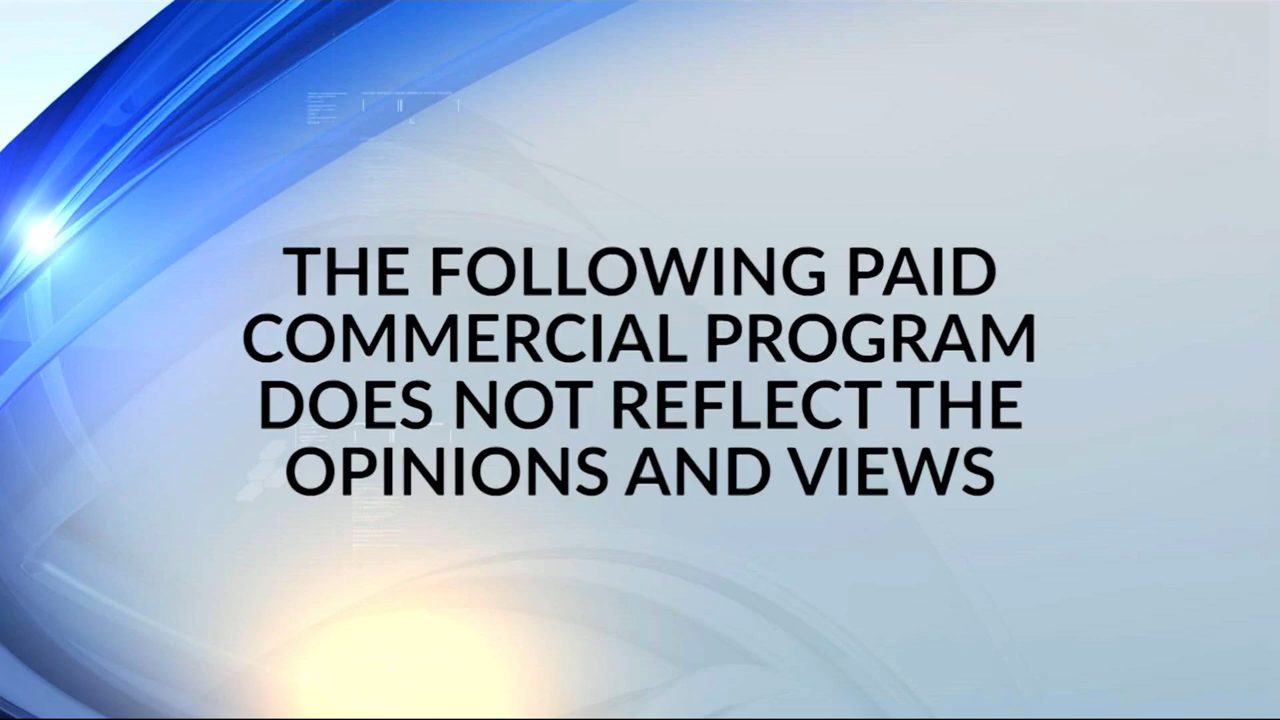 THE FOLLOWING PAID
COMMERCIAL PROGRAM
DOES NOT REFLECT THE
OPINIONS AND VIEWS